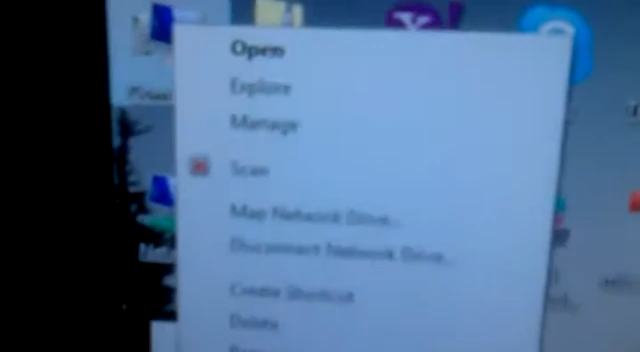 Open
Explore
Manage
Scan
Map Network Drive...
Disconnect Network Drive...
Create Shortcut
Delete